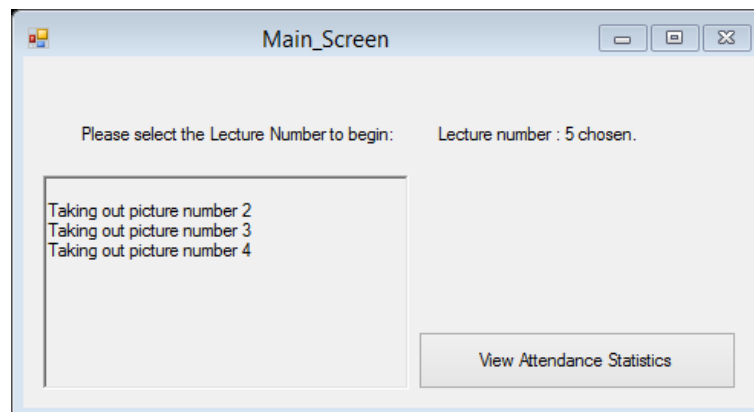 Main_Screen
Please select the Lecture Number to begin: Lecture number : 5 chosen.
Taking out picture number 2
Taking out picture number 3
Taking out picture number 4
View Attendance Statistics